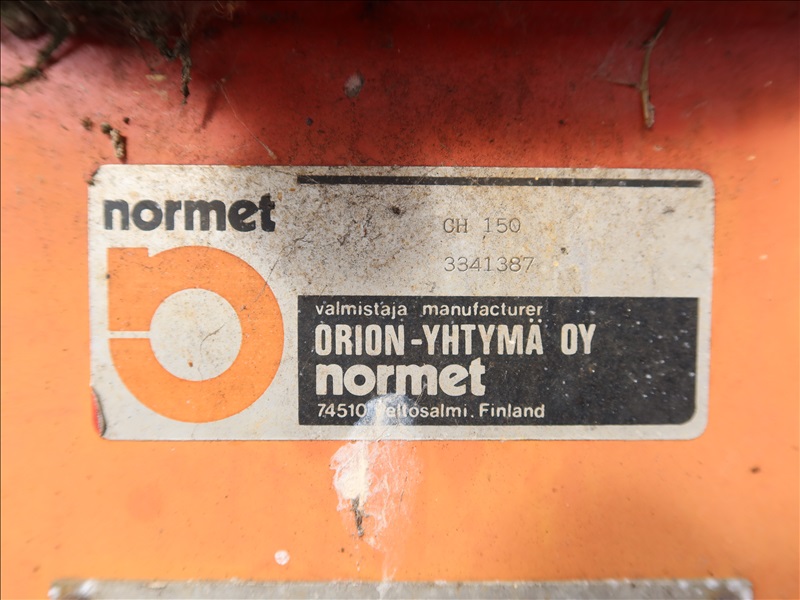 normet
CH 150
3341387
valmistaja manufacturer
ORION-YHTYMÄ OY
normet
74510 Peltosalmi. Finland